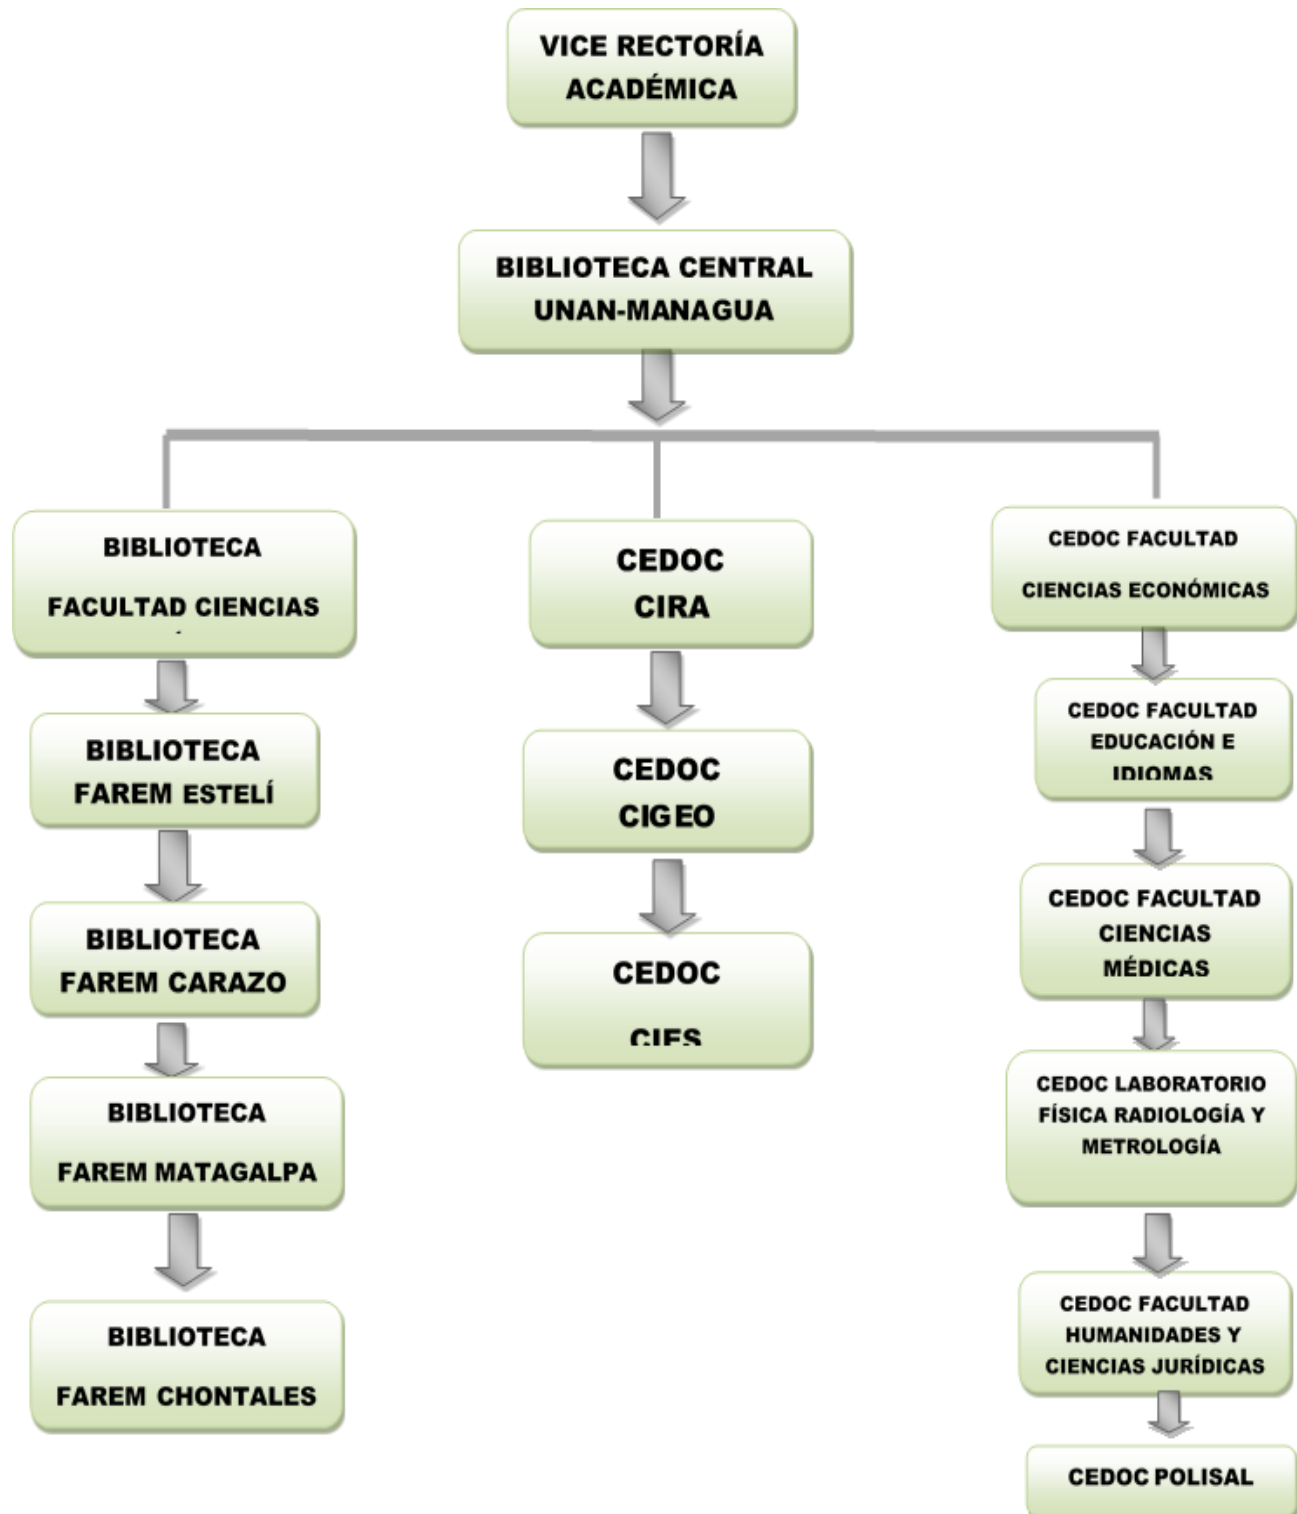 VICE RECTORÍA
ACADÉMICA
BIBLIOTECA CENTRAL
UNAN-MANAGUA
BIBLIOTECA
FACULTAD CIENCIAS
BIBLIOTECA
FAREM ESTELÍ
BIBLIOTECA
FAREM CARAZO
BIBLIOTECA
FAREM MATAGALPA
BIBLIOTECA
FAREM CHONTALES
CEDOC
CIRA
CEDOC
CIGEO
CEDOC
CIES
CEDOC FACULTAD
CIENCIAS ECONÓMICAS
CEDOC FACULTAD
EDUCACIÓN E
IDIOMAS
CEDOC FACULTAD
CIENCIAS
MÉDICAS
CEDOC LABORATORIO
FÍSICA RADIOLOGÍA Y
METROLOGÍA
CEDOC FACULTAD
HUMANIDADES Y
CIENCIAS JURÍDICAS
CEDOC POLISAL